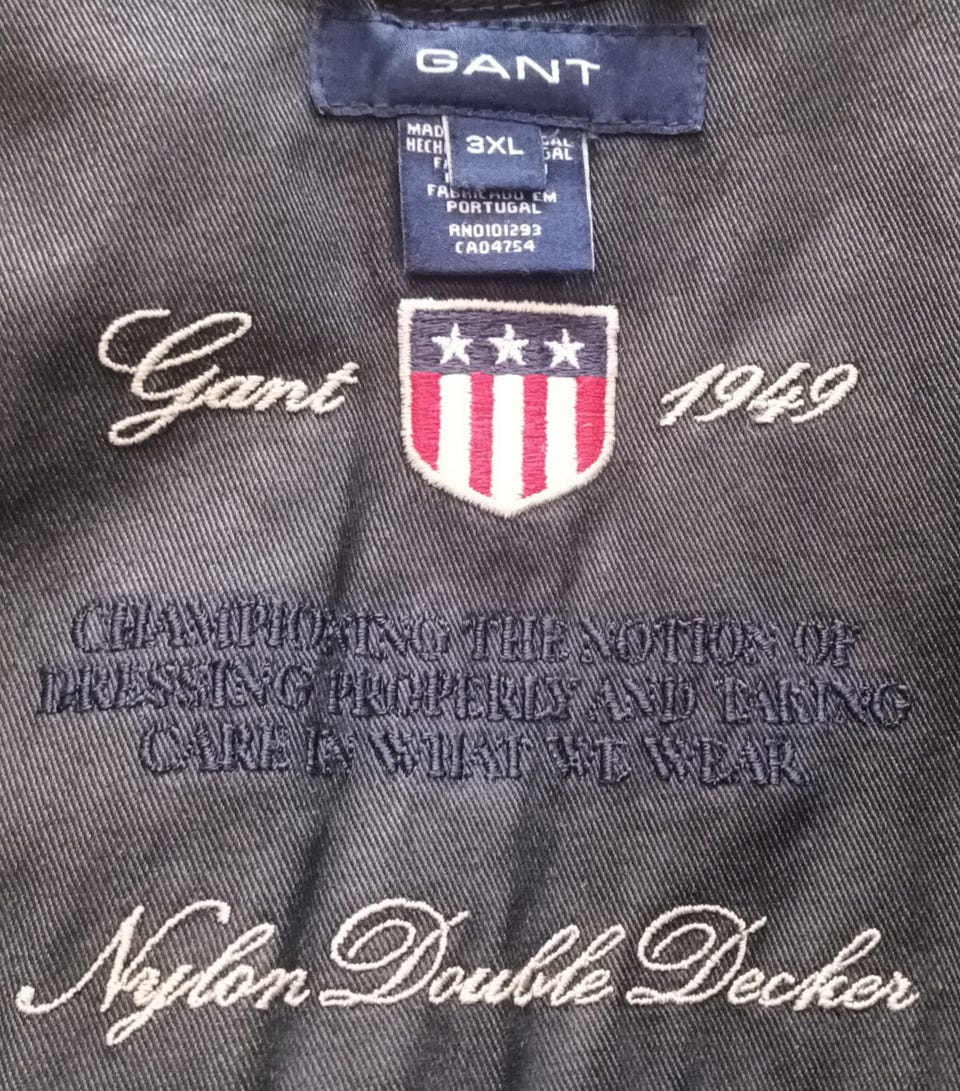 GANT
3XL
FABRICADO EM
PORTUGAL
RN0101293
CA04754
Gant 1949
CHAMPIONING THE NOTION OF
DRESSING PROPERLY AND TAKING
CARE IN WHAT WE WEAR
Nylon Double Decker